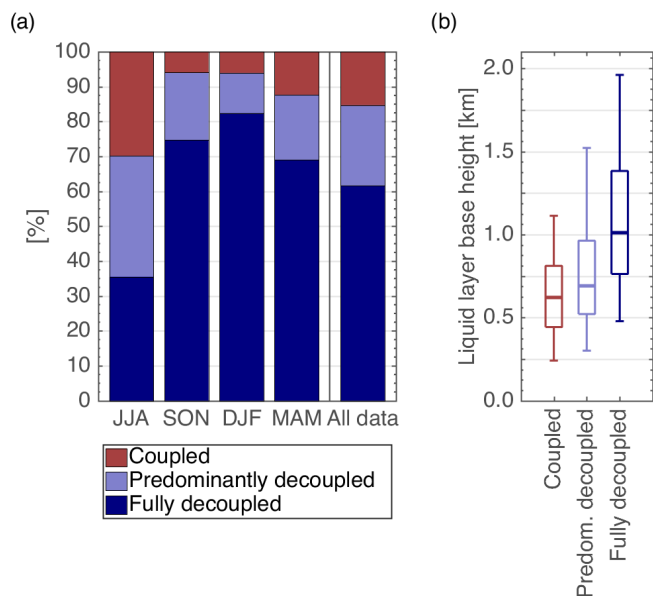 (a)
100
90
80
70
60
50
40
30
20
10
0
[%]
JJA SON DJF MAM All data
Coupled
Predominantly decoupled
Fully decoupled
(b)
2.0
1.5
1.0
0.5
0.0
Liquid layer base height [km]
Coupled
Predom. decoupled
Fully decoupled